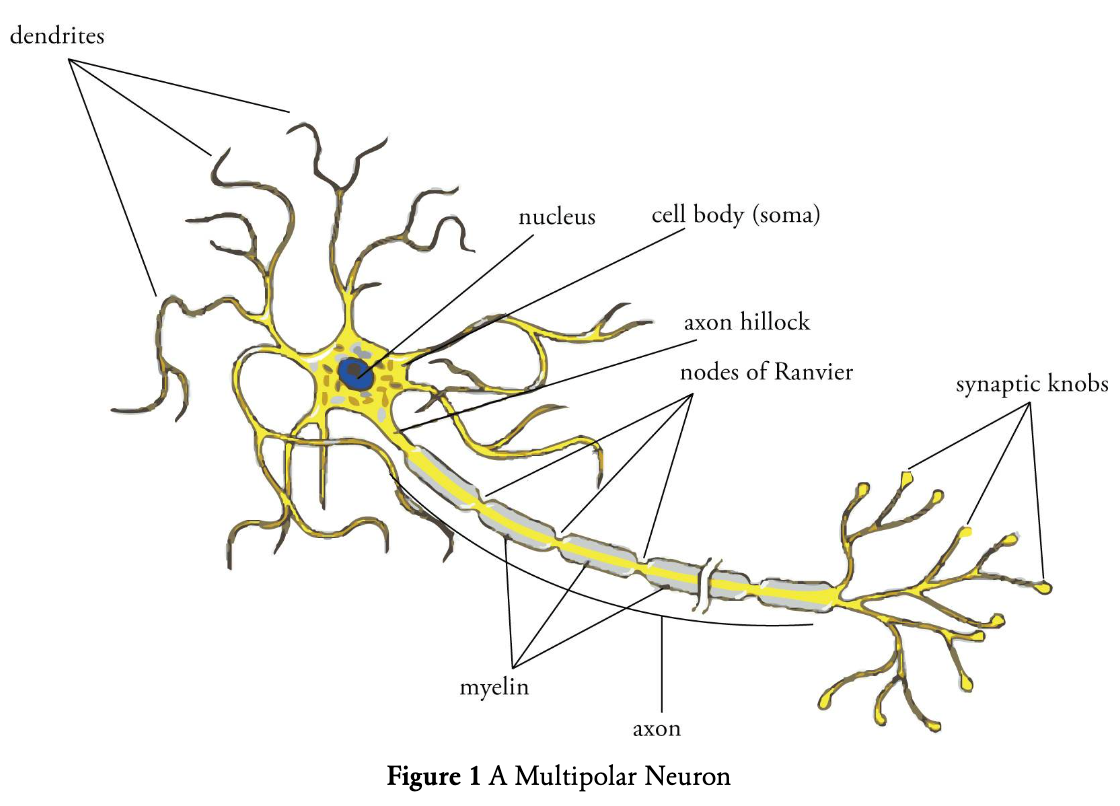 dendrites
nucleus
cell body (soma)
axon hillock
nodes of Ranvier
synaptic knobs
myelin
axon
Figure 1 A Multipolar Neuron